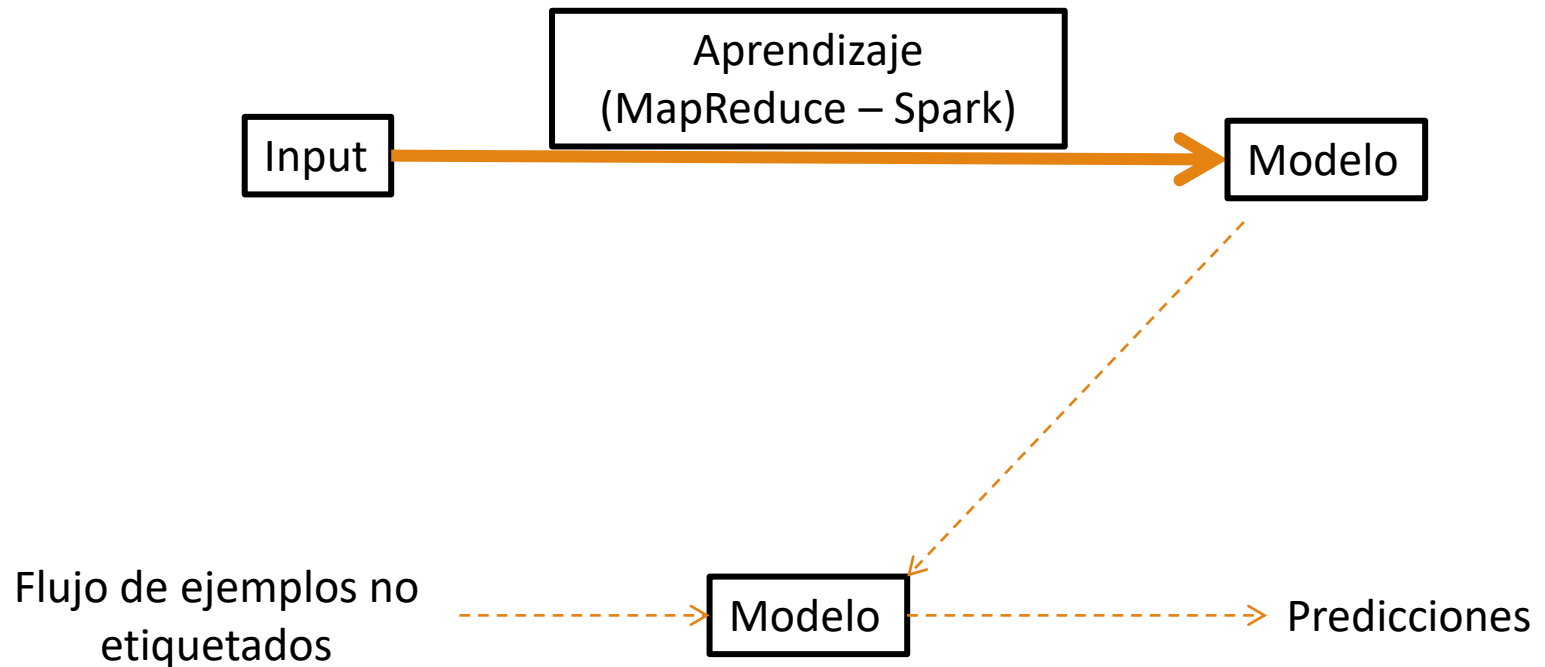 Aprendizaje
(MapReduce – Spark)
Input
Modelo
Flujo de ejemplos no
etiquetados
Modelo
Predicciones